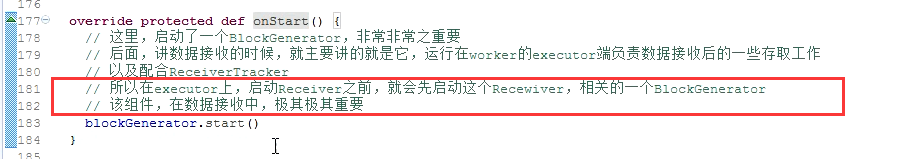 176
177 override protected def onStart() {
178 // 这里，启动了一个BlockGenerator，非常非常之重要
179 // 后面，讲数据接收的时候，就主要讲的就是它，运行在worker的executor端负责数据接收后的一些存取工作
180 // 以及配合ReceiverTracker
181 // 所以在executor上，启动Receiver之前，就会先启动这个Recewiver，相关的一个BlockGenerator
182 // 该组件，在数据接收中，极其极其重要
183 blockGenerator.start()
184 }
185